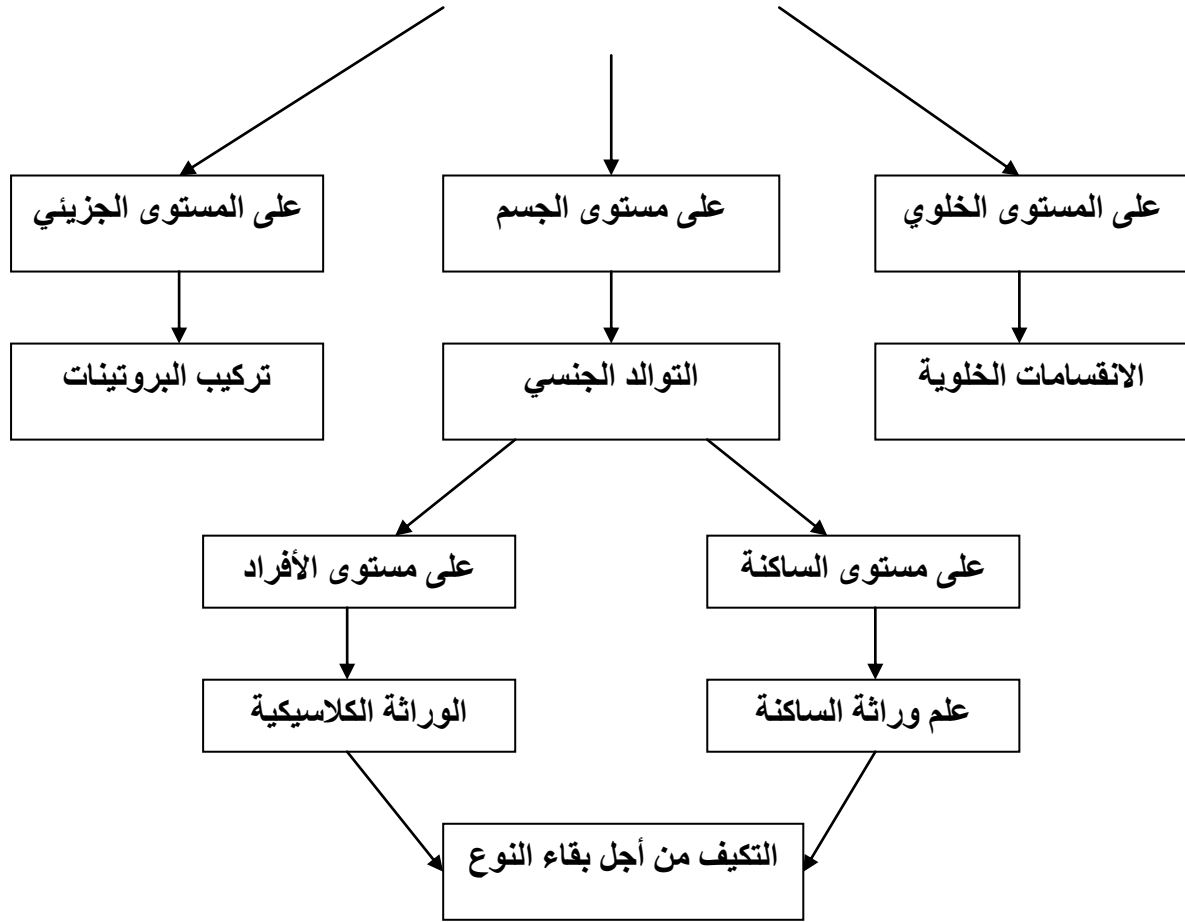 على المستوى الخلوي
على مستوى الجسم
على المستوى الجزيئي
الانقسامات الخلوية
التوالد الجنسي
تركيب البروتينات
على مستوى الساكنة
على مستوى الأفراد
علم وراثة الساكنة
الوراثة الكلاسيكية
التكيف من أجل بقاء النوع